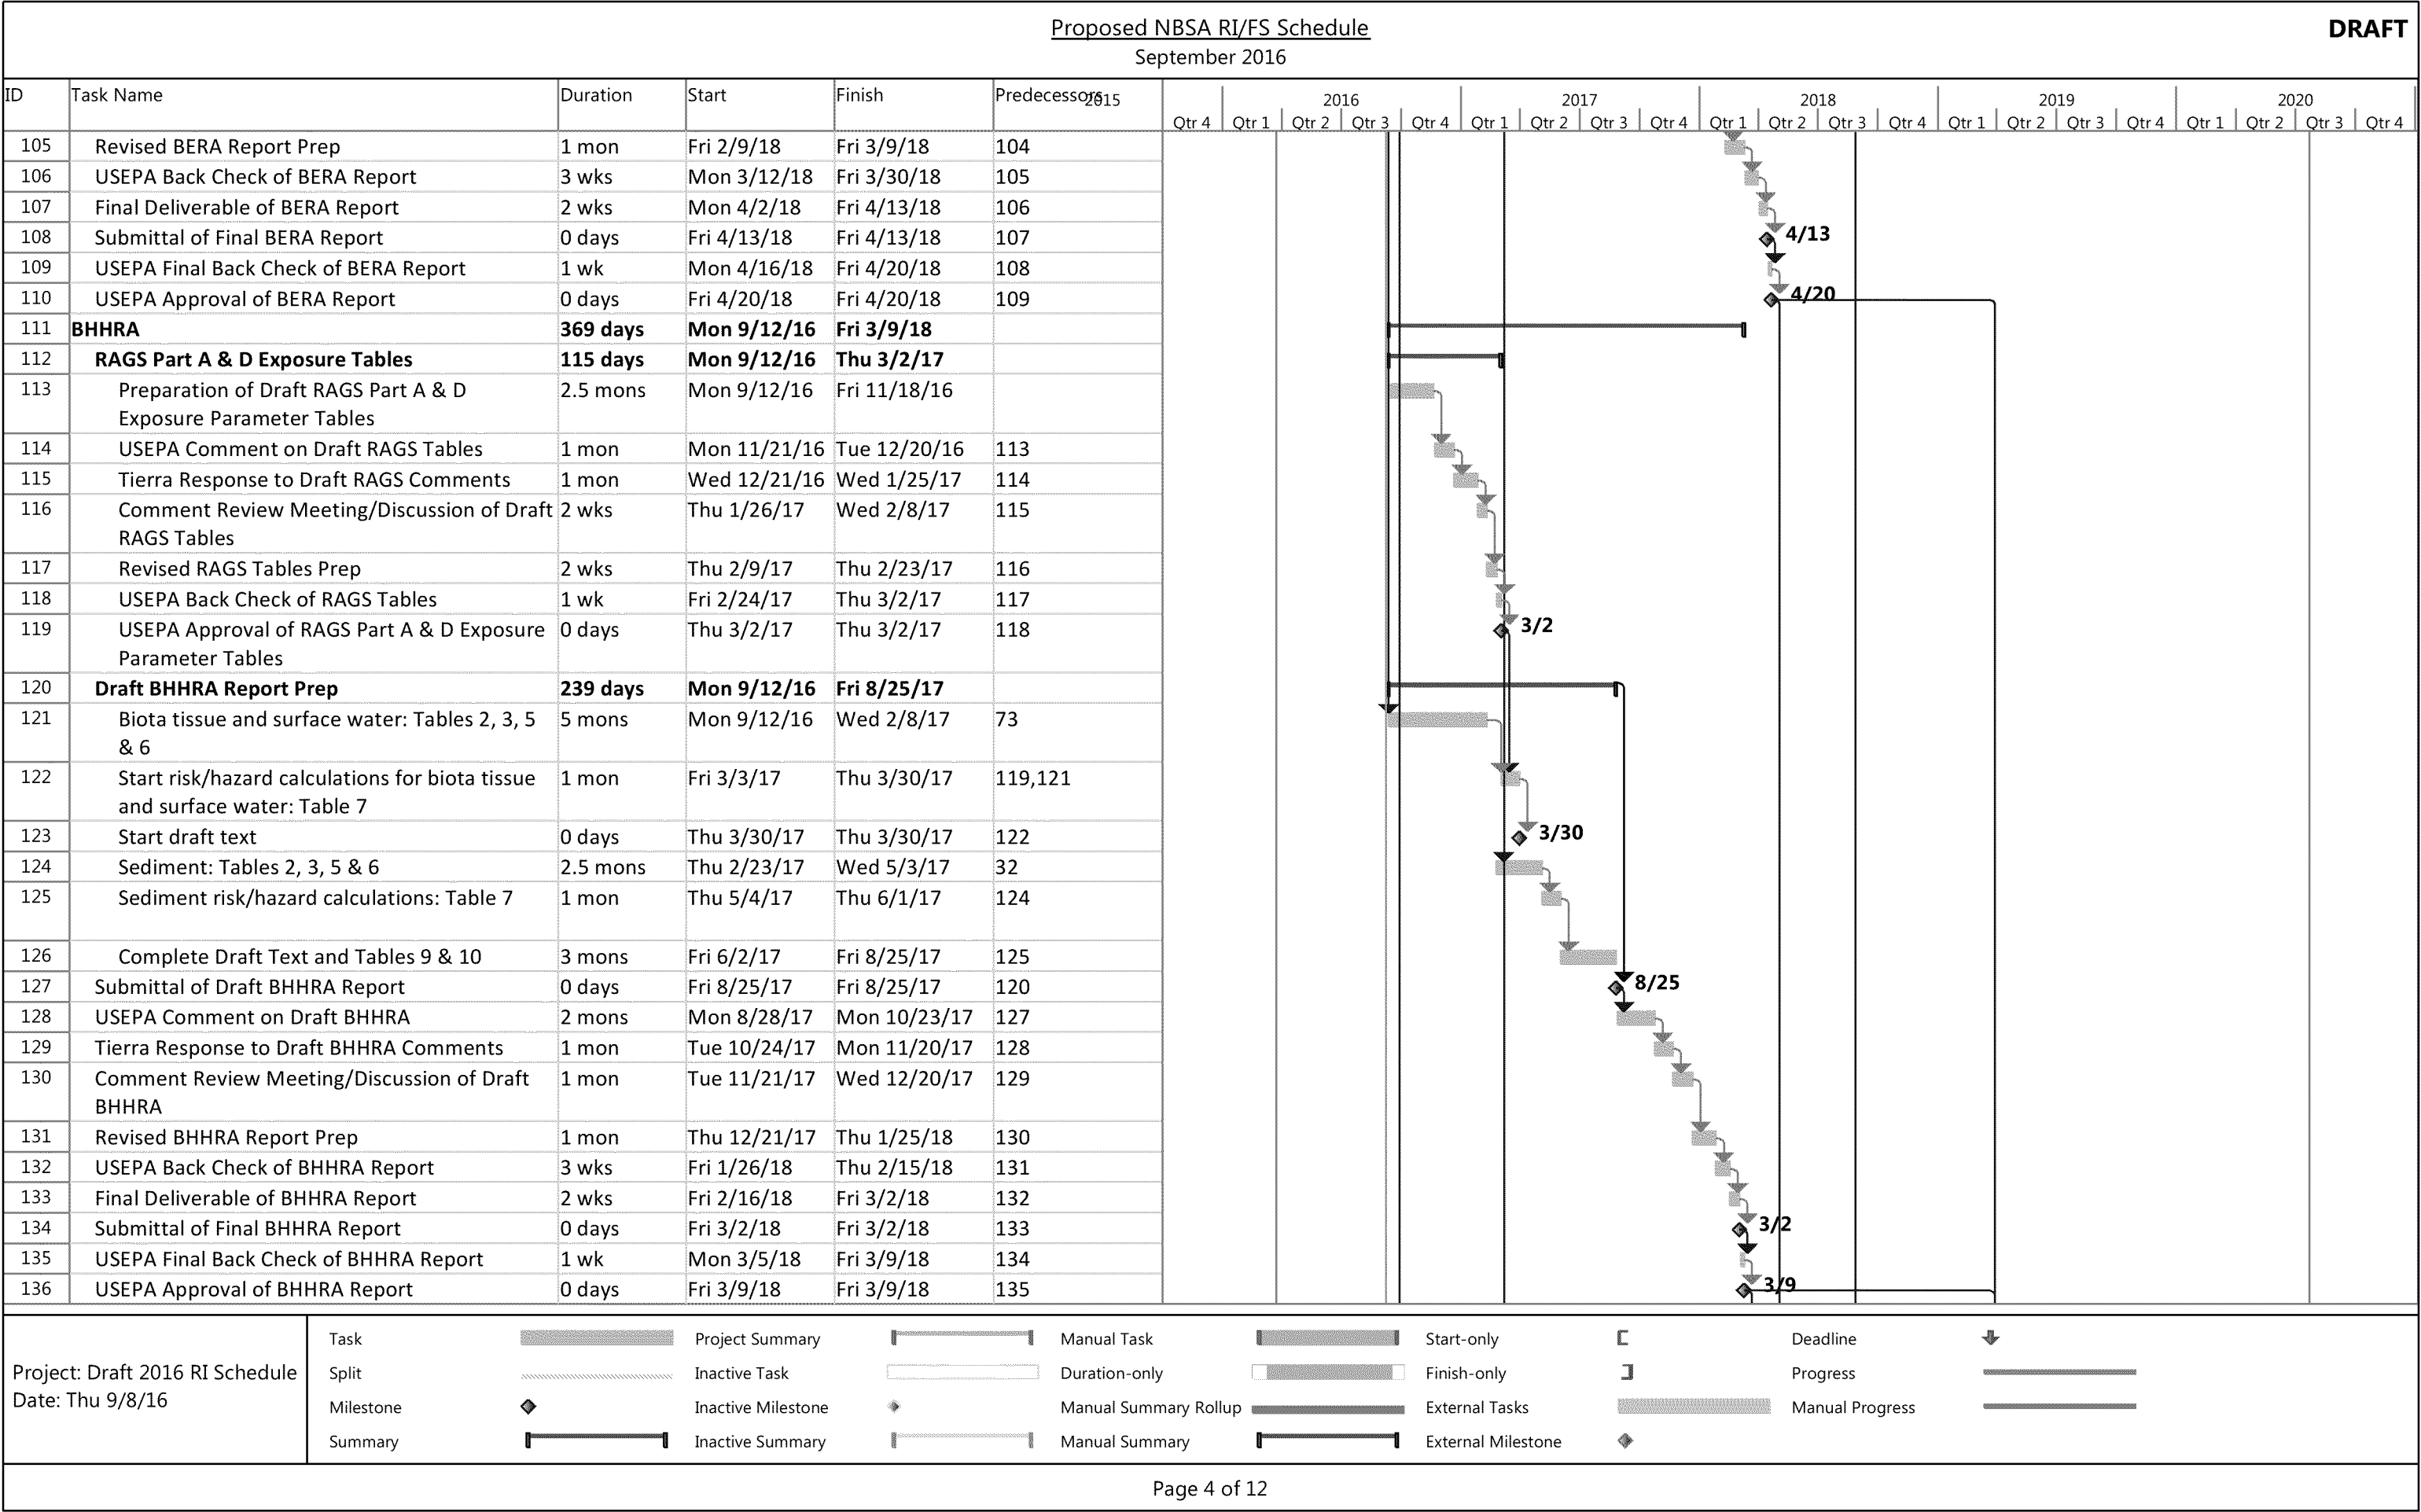 Proposed NBSA RI/FS Schedule
September 2016
DRAFT
ID Task Name Duration Start Finish Predecessors 2015 2016 2017 2018 2019 2020
Qtr 4 Qtr 1 Qtr 2 Qtr 3 Qtr 4 Qtr 1 Qtr 2 Qtr 3 Qtr 4 Qtr 1 Qtr 2 Qtr 3 Qtr 4 Qtr 1 Qtr 2 Qtr 3 Qtr 4 Qtr 1 Qtr 2 Qtr 3 Qtr 4
105 Revised BERA Report Prep 1 mon Fri 2/9/18 Fri 3/9/18 104
106 USEPA Back Check of BERA Report 3 wks Mon 3/12/18 Fri 3/30/18 105
107 Final Deliverable of BERA Report 2 wks Mon 4/2/18 Fri 4/13/18 106
108 Submittal of Final BERA Report 0 days Fri 4/13/18 Fri 4/13/18 107 4/13
109 USEPA Final Back Check of BERA Report 1 wk Mon 4/16/18 Fri 4/20/18 108
110 USEPA Approval of BERA Report 0 days Fri 4/20/18 Fri 4/20/18 109 4/20
111 BHHRA 369 days Mon 9/12/16 Fri 3/9/18
112 RAGS Part A & D Exposure Tables 115 days Mon 9/12/16 Thu 3/2/17
113 Preparation of Draft RAGS Part A & D 2.5 mons Mon 9/12/16 Fri 11/18/16
Exposure Parameter Tables
114 USEPA Comment on Draft RAGS Tables 1 mon Mon 11/21/16 Tue 12/20/16 113
115 Tierra Response to Draft RAGS Comments 1 mon Wed 12/21/16 Wed 1/25/17 114
116 Comment Review Meeting/Discussion of Draft 2 wks Thu 1/26/17 Wed 2/8/17 115
RAGS Tables
117 Revised RAGS Tables Prep 2 wks Thu 2/9/17 Thu 2/23/17 116
118 USEPA Back Check of RAGS Tables 1 wk Fri 2/24/17 Thu 3/2/17 117
119 USEPA Approval of RAGS Part A & D Exposure 0 days Thu 3/2/17 Thu 3/2/17 118 3/2
Parameter Tables
120 Draft BHHRA Report Prep 239 days Mon 9/12/16 Fri 8/25/17
121 Biota tissue and surface water: Tables 2, 3, 5 5 mons Mon 9/12/16 Wed 2/8/17 73
& 6
122 Start risk/hazard calculations for biota tissue 1 mon Fri 3/3/17 Thu 3/30/17 119,121
and surface water: Table 7
123 Start draft text 0 days Thu 3/30/17 Thu 3/30/17 122 3/30
124 Sediment: Tables 2, 3, 5 & 6 2.5 mons Thu 2/23/17 Wed 5/3/17 32
125 Sediment risk/hazard calculations: Table 7 1 mon Thu 5/4/17 Thu 6/1/17 124
126 Complete Draft Text and Tables 9 & 10 3 mons Fri 6/2/17 Fri 8/25/17 125
127 Submittal of Draft BHHRA Report 0 days Fri 8/25/17 Fri 8/25/17 120 8/25
128 USEPA Comment on Draft BHHRA 2 mons Mon 8/28/17 Mon 10/23/17 127
129 Tierra Response to Draft BHHRA Comments 1 mon Tue 10/24/17 Mon 11/20/17 128
130 Comment Review Meeting/Discussion of Draft 1 mon Tue 11/21/17 Wed 12/20/17 129
BHHRA
131 Revised BHHRA Report Prep 1 mon Thu 12/21/17 Thu 1/25/18 130
132 USEPA Back Check of BHHRA Report 3 wks Fri 1/26/18 Thu 2/15/18 131
133 Final Deliverable of BHHRA Report 2 wks Fri 2/16/18 Fri 3/2/18 132
134 Submittal of Final BHHRA Report 0 days Fri 3/2/18 Fri 3/2/18 133 3/2
135 USEPA Final Back Check of BHHRA Report 1 wk Mon 3/5/18 Fri 3/9/18 134
136 USEPA Approval of BHHRA Report 0 days Fri 3/9/18 Fri 3/9/18 135 3/9
Project: Draft 2016 RI Schedule
Date: Thu 9/8/16
Task Project Summary Manual Task Start-only Deadline
Split Inactive Task Duration-only Finish-only Progress
Milestone Inactive Milestone Manual Summary Rollup External Tasks Manual Progress
Summary Inactive Summary Manual Summary External Milestone
Page 4 of 12